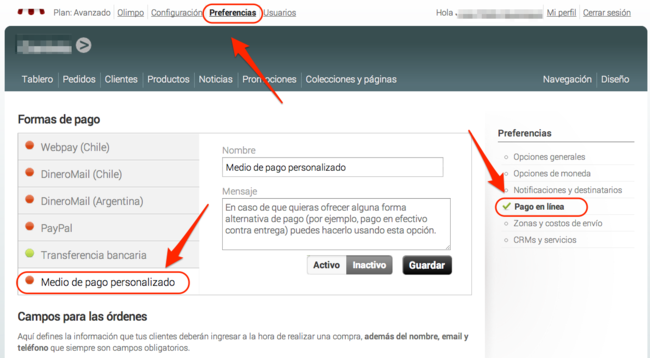 Plan: Avanzado Olimpo Configuración Preferencias Usuarios Hola Mi perfil Cerrar sesión
Tablero Pedidos Clientes Productos Noticias Promociones Colecciones y páginas Navegación Diseño
Formas de pago
Webpay (Chile)
DineroMail (Chile)
DineroMail (Argentina)
PayPal
Transferencia bancaria
Medio de pago personalizado
Nombre
Medio de pago personalizado
Mensaje
En caso de que quieras ofrecer alguna forma
alternativa de pago (por ejemplo, pago en efectivo
contra entrega) puedes hacerlo usando esta opción.
Activo Inactivo Guardar
Preferencias
Opciones generales
Opciones de moneda
Notificaciones y destinatarios
Pago en línea
Zonas y costos de envío
CRMs y servicios
Campos para las órdenes
Aquí defines la información que tus clientes deberán ingresar a la hora de realizar una compra, además del nombre, email y
teléfono que siempre son campos obligatorios.